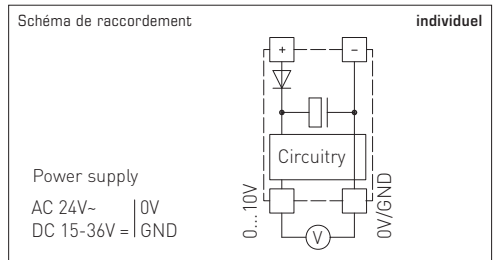 Schéma de raccordement
individuel
+ −
Circuitry
Power supply
AC 24V~ 0V
DC 15-36V = GND
0...10V
0V/GND
V